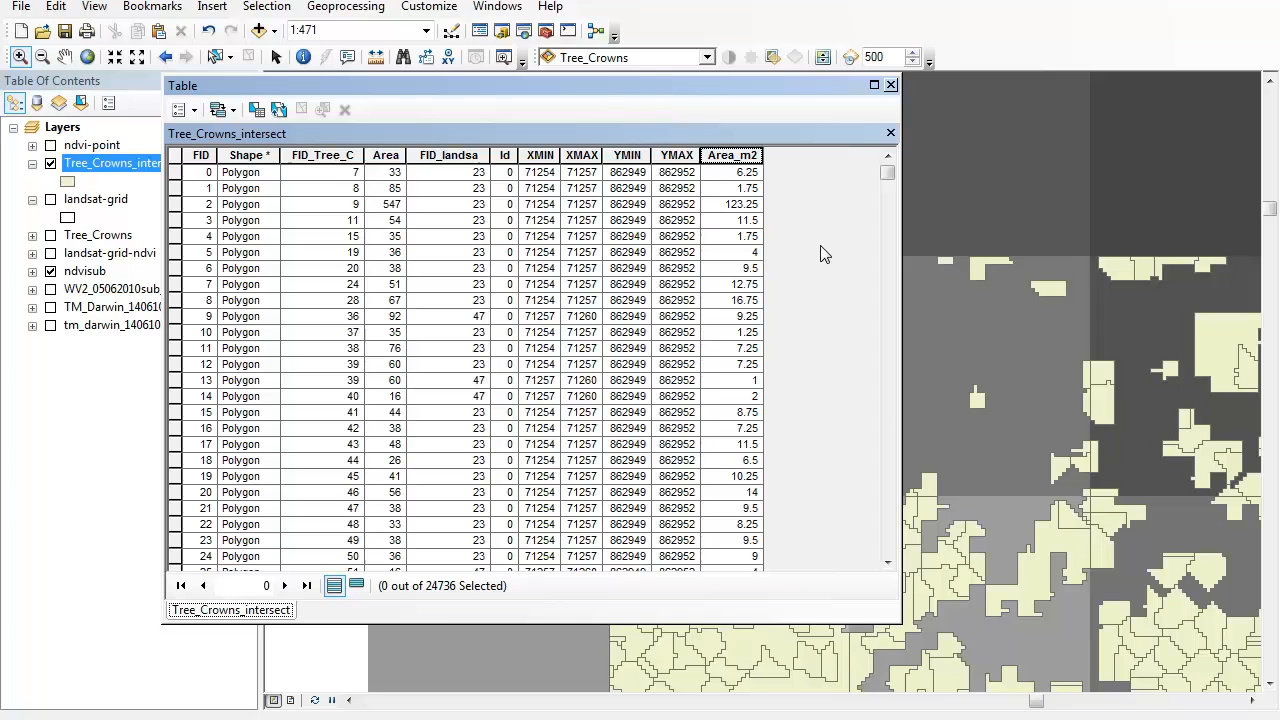 File Edit View Bookmarks Insert Selection Geoprocessing Customize Windows Help
1:471
Tree_Crowns 500
Table Of Contents
Layers
ndvi-point
Tree_Crowns_inter
landsat-grid
Tree_Crowns
landsat-grid-ndvi
ndvisub
WV2_05062010sub_
TM_Darwin_140610
tm_darwin_140610
Table
Tree_Crowns_intersect
FID Shape * FID_Tree_C Area FID_landsa Id XMIN XMAX YMIN YMAX Area_m2
0 Polygon 7 33 23 0 71254 71257 862949 862952 6.25
1 Polygon 8 85 23 0 71254 71257 862949 862952 1.75
2 Polygon 9 547 23 0 71254 71257 862949 862952 123.25
3 Polygon 11 54 23 0 71254 71257 862949 862952 11.5
4 Polygon 15 35 23 0 71254 71257 862949 862952 1.75
5 Polygon 19 36 23 0 71254 71257 862949 862952 4
6 Polygon 20 38 23 0 71254 71257 862949 862952 9.5
7 Polygon 24 51 23 0 71254 71257 862949 862952 12.75
8 Polygon 28 67 23 0 71254 71257 862949 862952 16.75
9 Polygon 36 92 47 0 71257 71260 862949 862952 9.25
10 Polygon 37 35 23 0 71254 71257 862949 862952 1.25
11 Polygon 38 76 23 0 71254 71257 862949 862952 7.25
12 Polygon 39 60 23 0 71254 71257 862949 862952 7.25
13 Polygon 39 60 47 0 71257 71260 862949 862952 1
14 Polygon 40 16 47 0 71257 71260 862949 862952 2
15 Polygon 41 44 23 0 71254 71257 862949 862952 8.75
16 Polygon 42 38 23 0 71254 71257 862949 862952 7.25
17 Polygon 43 48 23 0 71254 71257 862949 862952 11.5
18 Polygon 44 26 23 0 71254 71257 862949 862952 6.5
19 Polygon 45 41 23 0 71254 71257 862949 862952 10.25
20 Polygon 46 56 23 0 71254 71257 862949 862952 14
21 Polygon 47 38 23 0 71254 71257 862949 862952 9.5
22 Polygon 48 33 23 0 71254 71257 862949 862952 8.25
23 Polygon 49 38 23 0 71254 71257 862949 862952 9.5
24 Polygon 50 36 23 0 71254 71257 862949 862952 9
0 (0 out of 24736 Selected)
Tree_Crowns_intersect